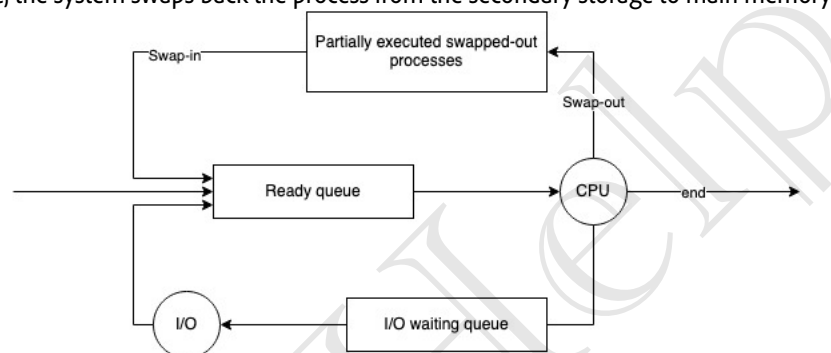 the system swaps back the process from the secondary storage to main memory
Partially executed swapped-out
processes
Swap-in
Swap-out
Ready queue
CPU
end
I/O
I/O waiting queue
Help